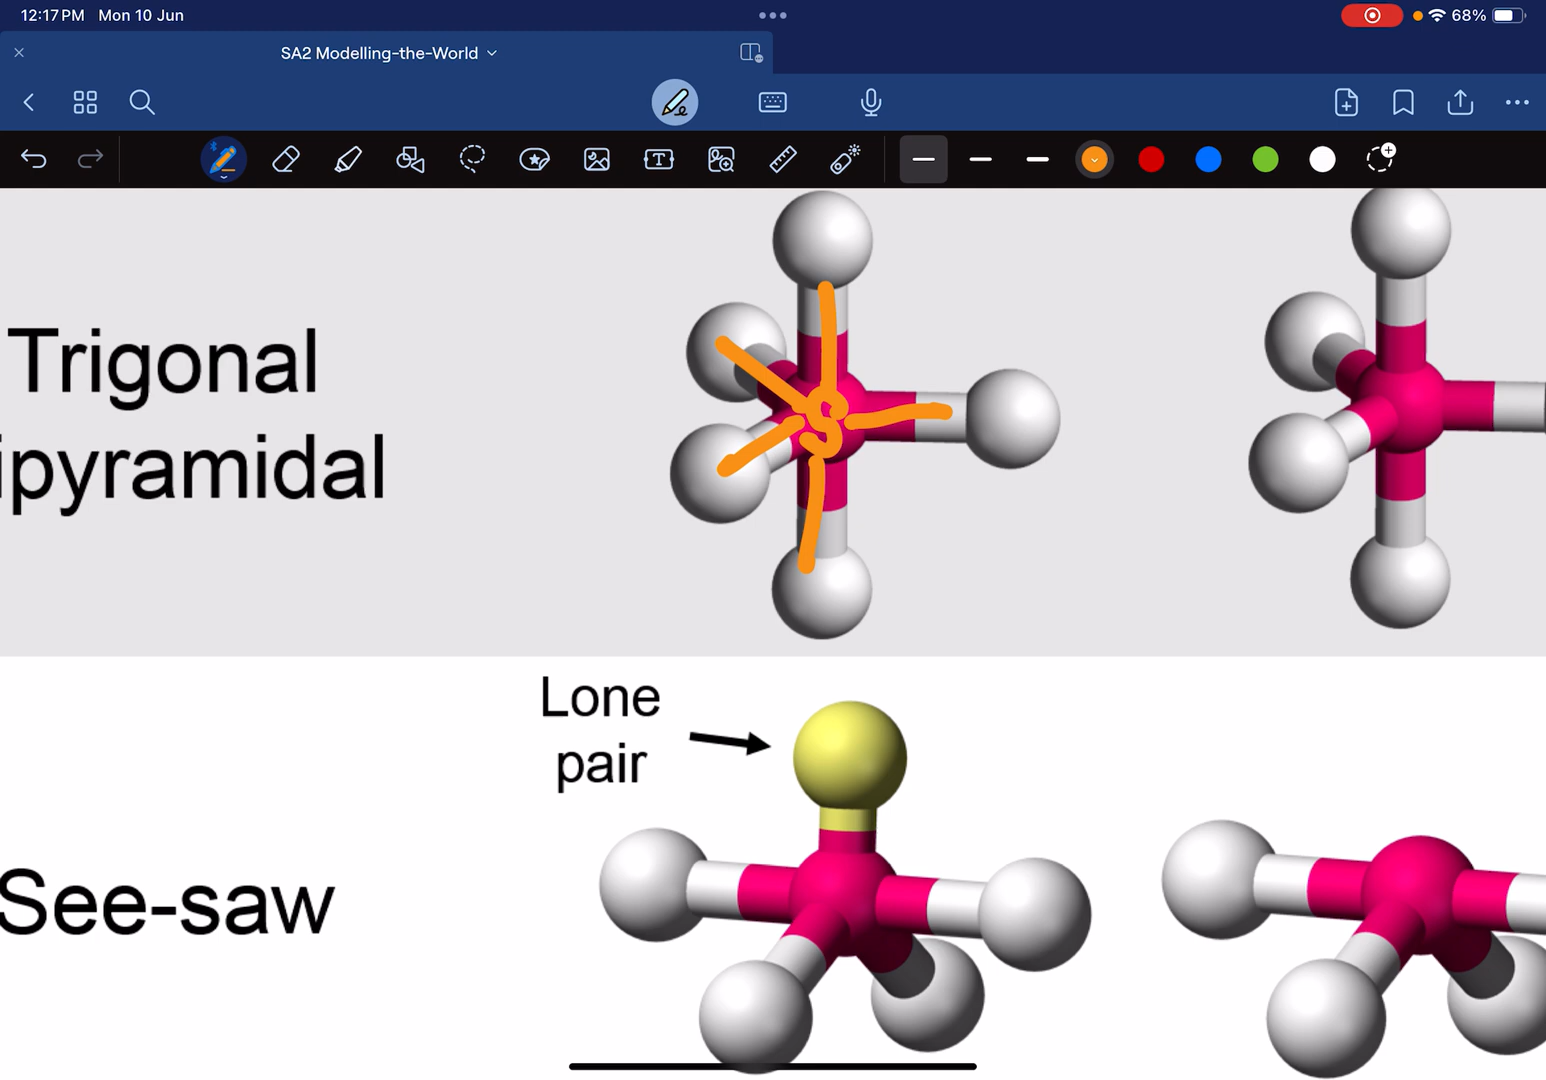 12:17 PM Mon 10 Jun
68%
SA2 Modelling-the-World
T
Trigonal
ipyramidal
Lone
pair
See-saw
S